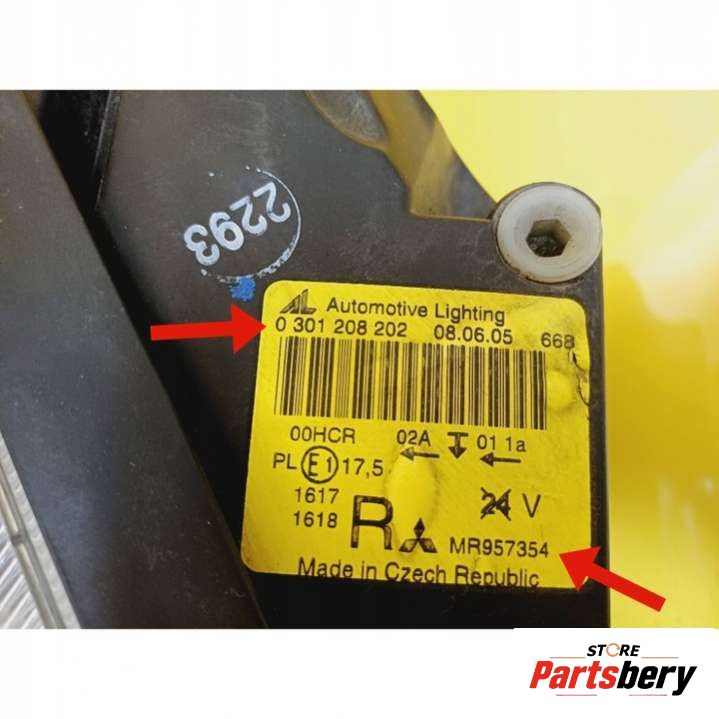 2293
AL Automotive Lighting
0 301 208 202 08.06.05 668
00HCR 02A 01 1a
PL E1 17,5
1617
1618
R
24 V
MR957354
Made in Czech Republic
STORE
Partsbery